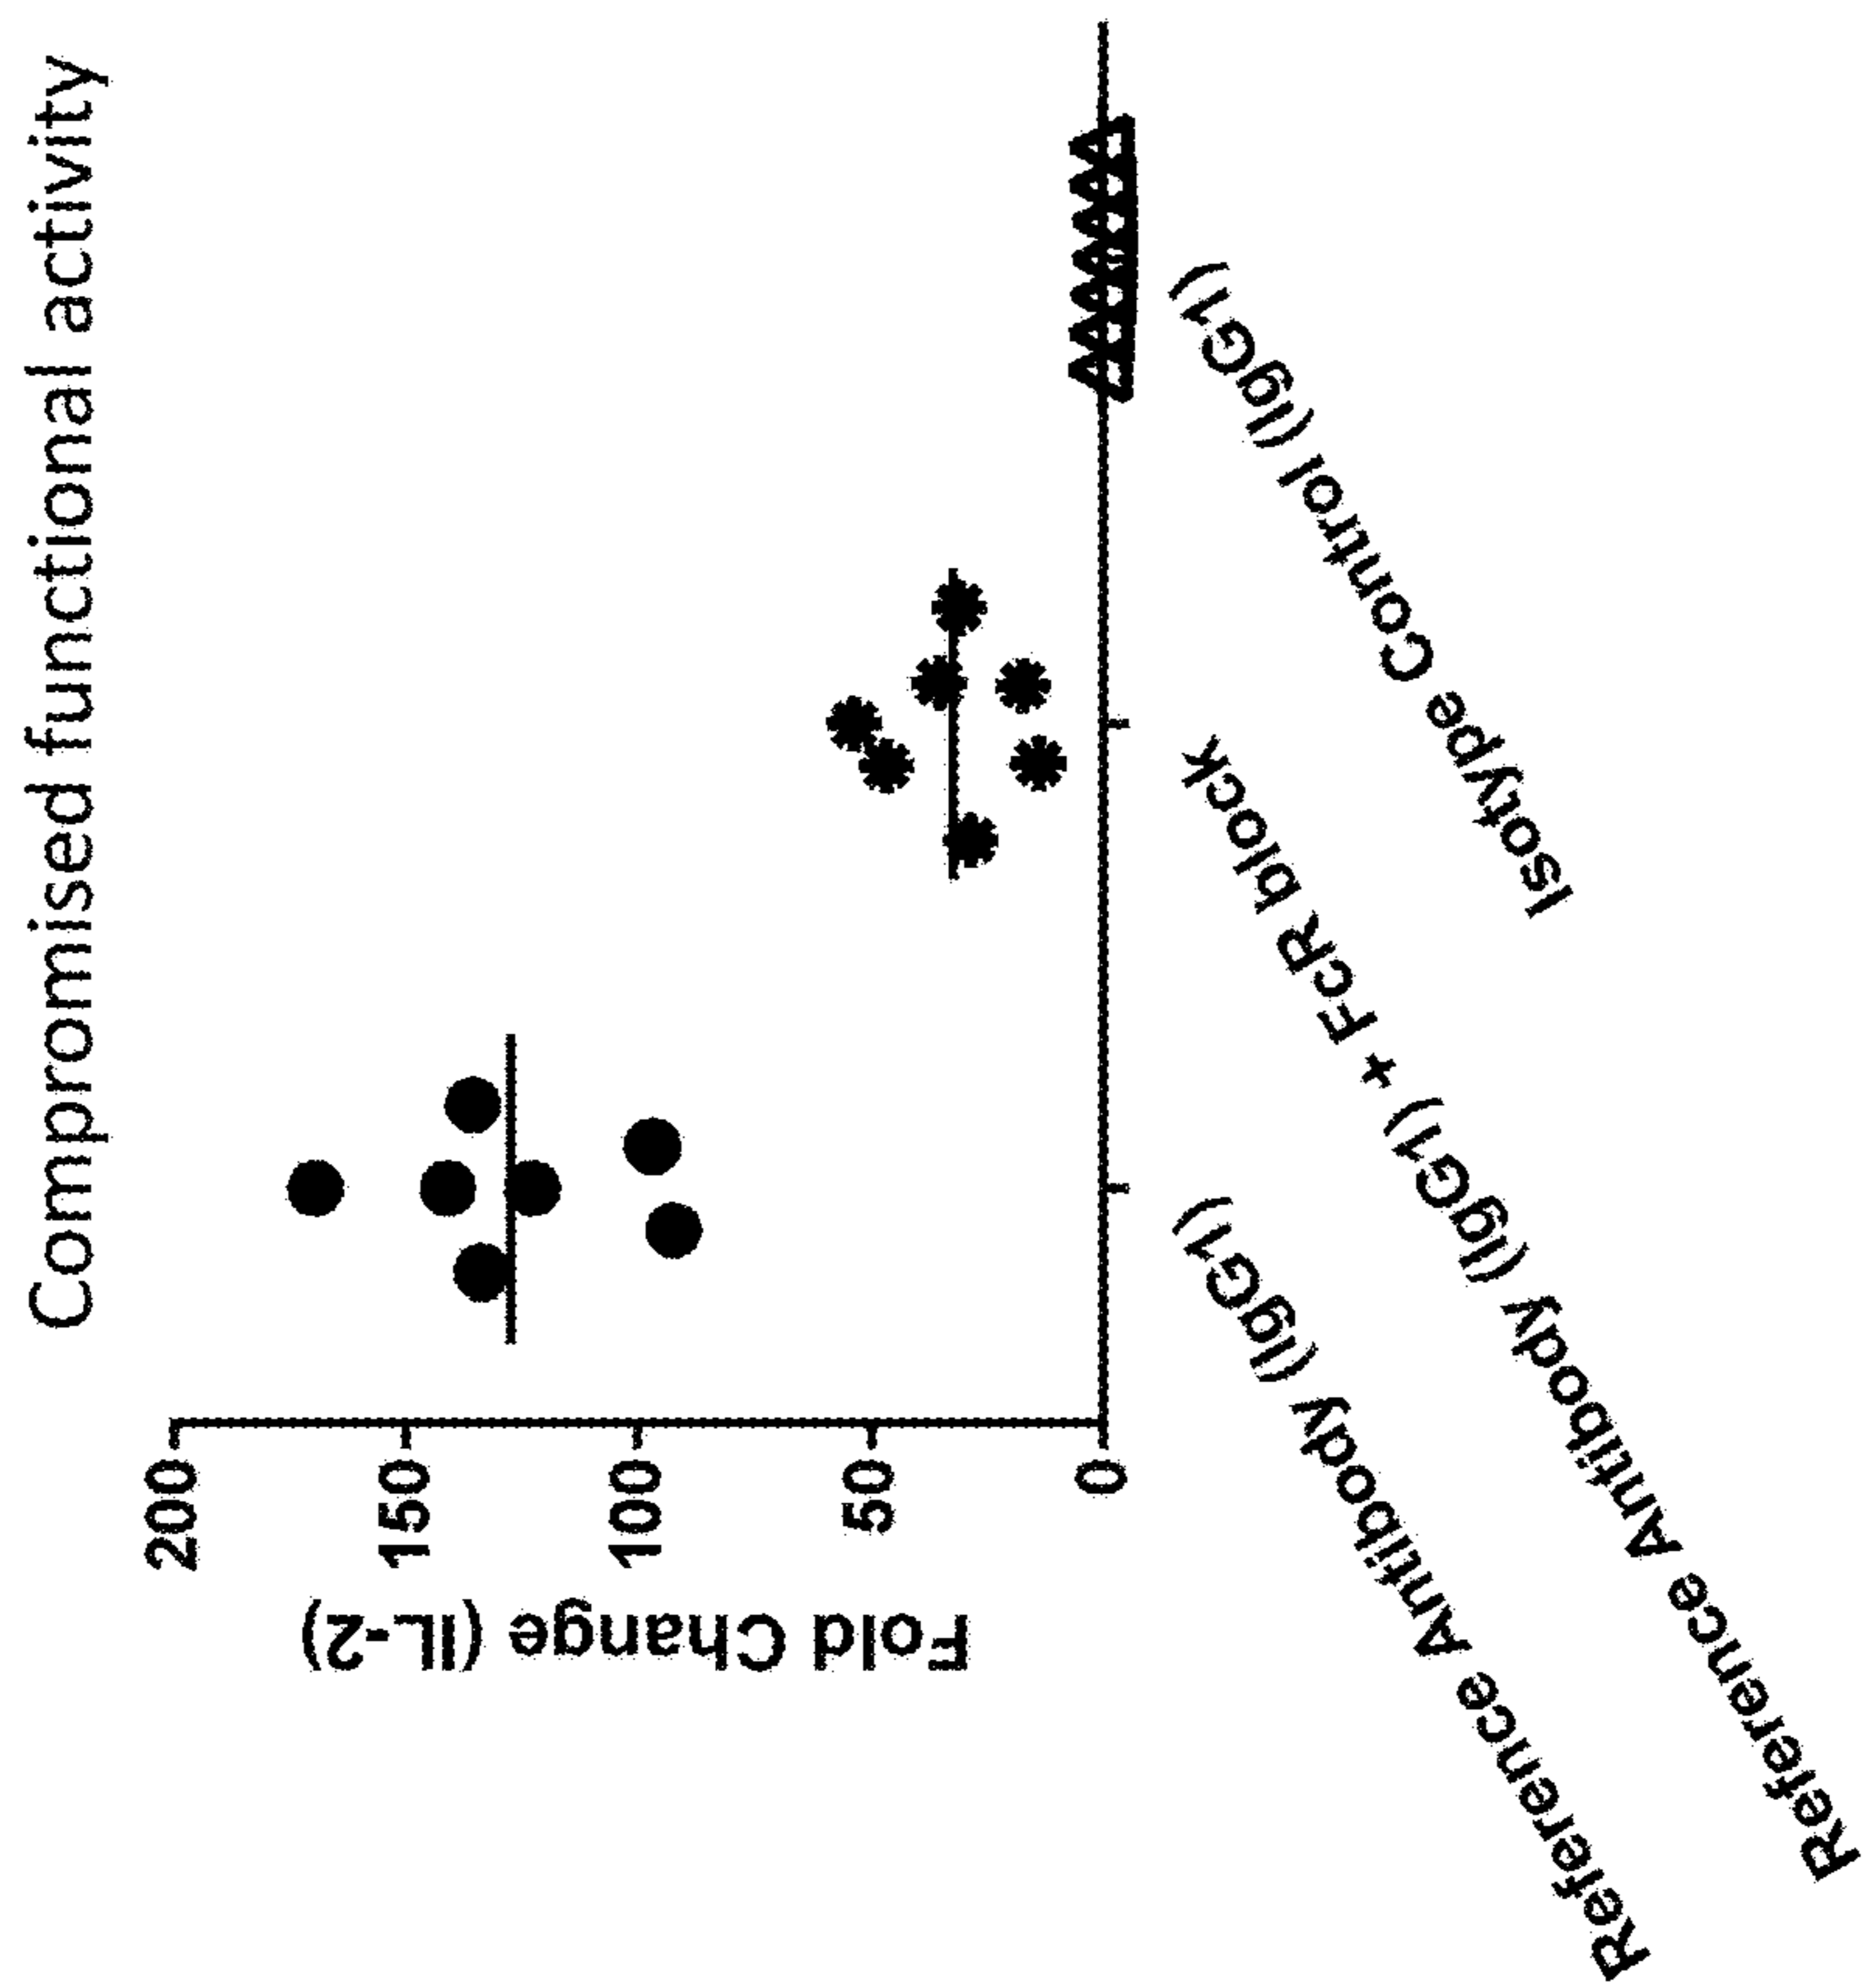 Compromised functional activity
Fold Change (IL-2)
200
150
100
50
0
Reference Antibody (IgG1)
Reference Antibody (IgG1) + FcR block
Isotype Control (IgG1)